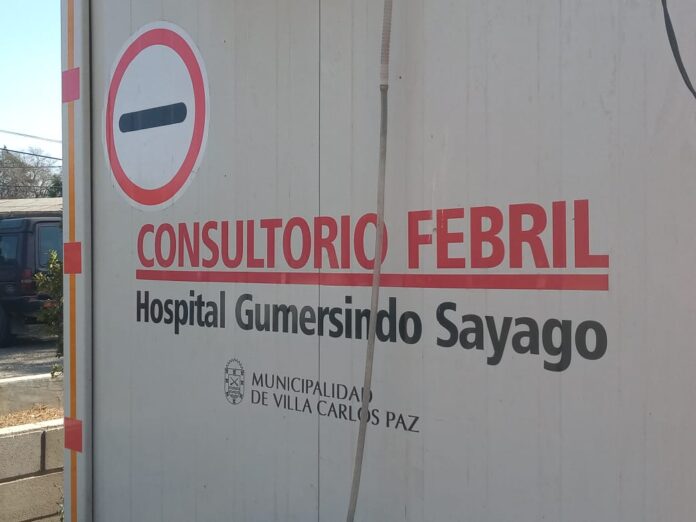 CONSULTORIO FEBRIL
Hospital Gumersindo Sayago
MUNICIPALIDAD
DE VILLA CARLOS PAZ